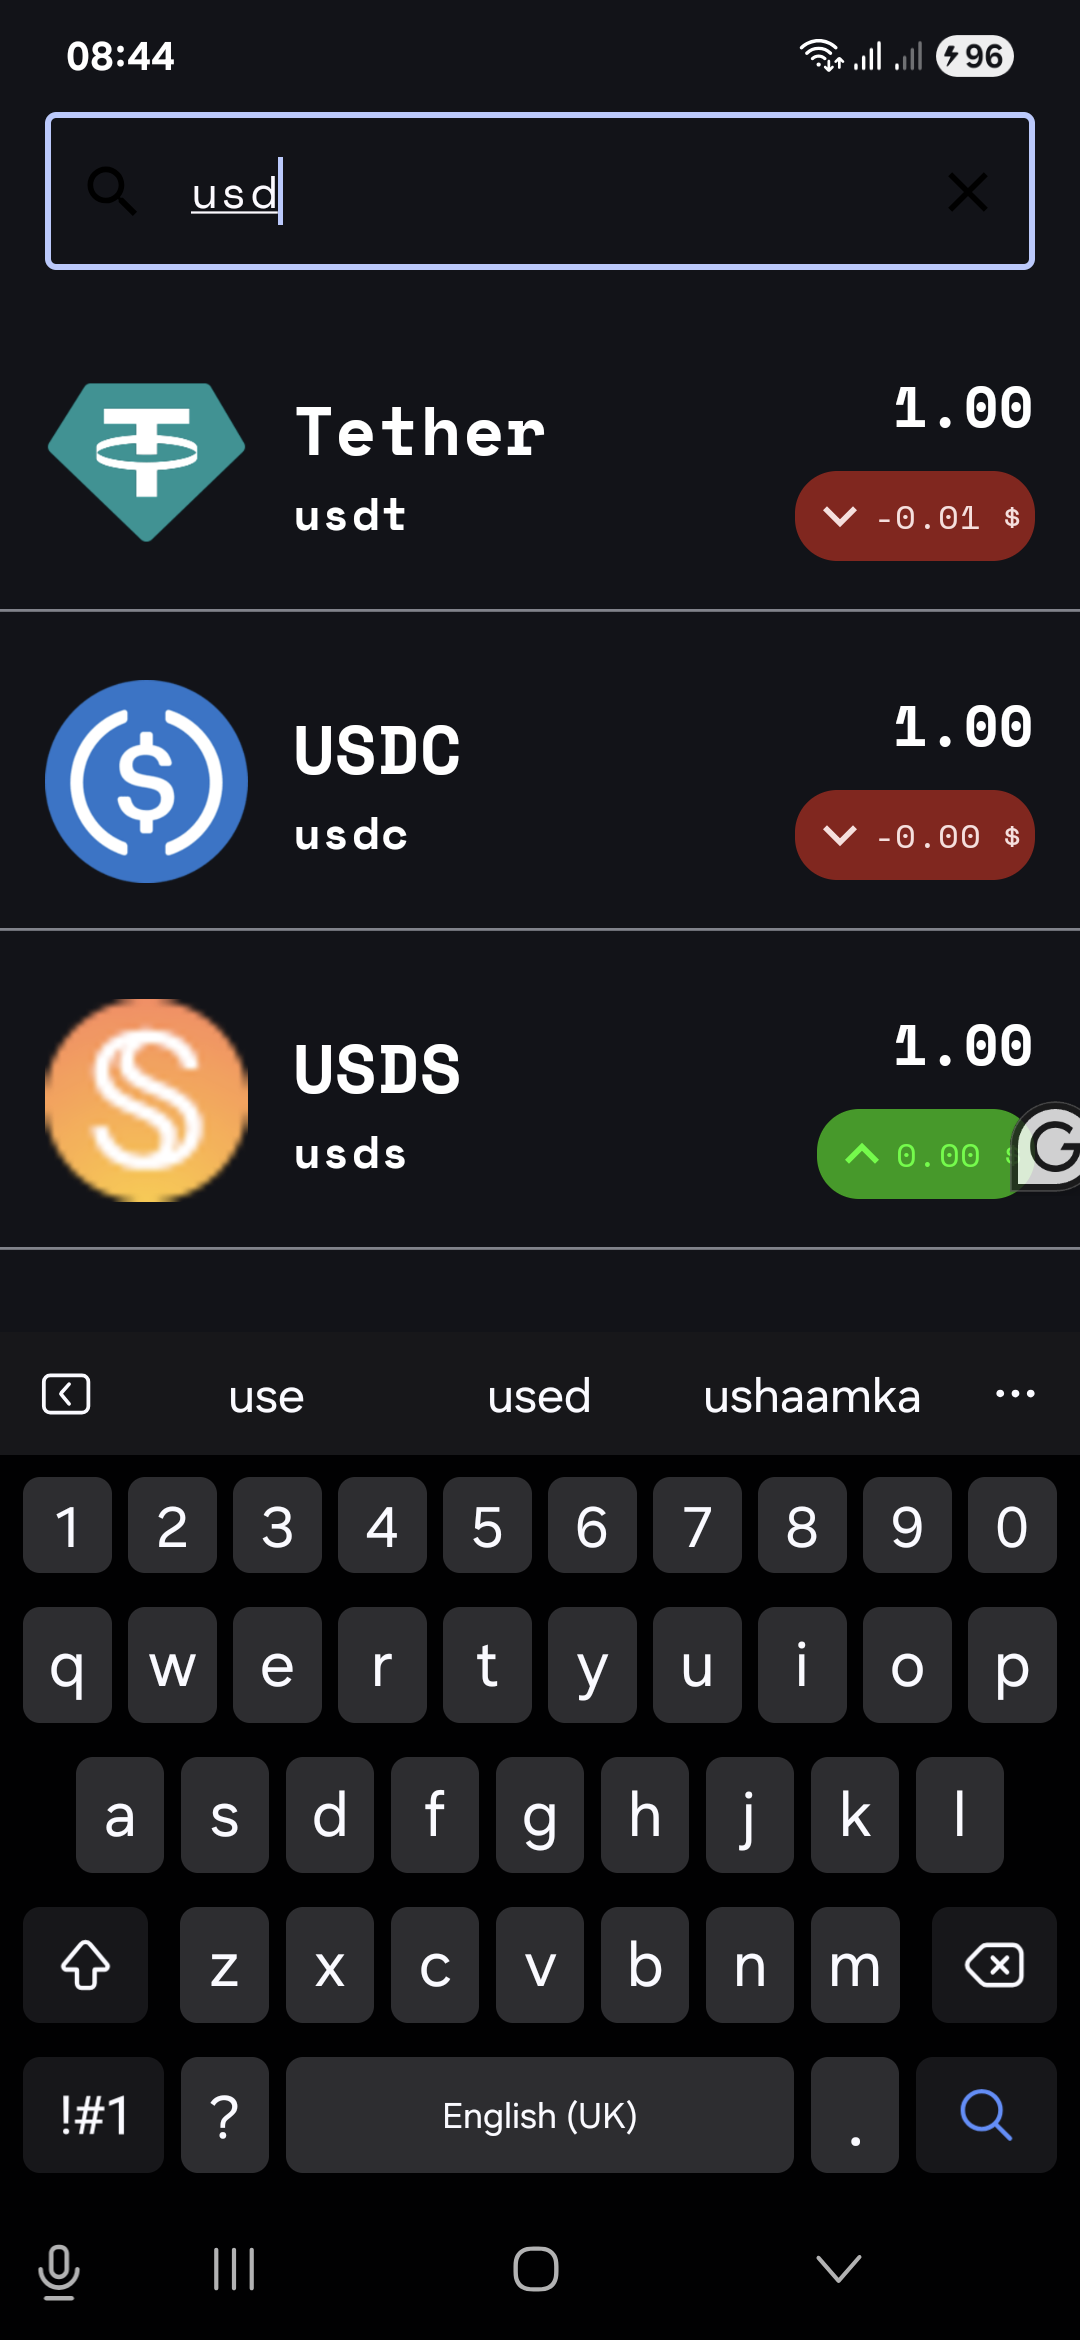 08:44 96
usd
Tether 1.00
usdt -0.01 $
USDC 1.00
usdc -0.00 $
USDS 1.00
usds 0.00
use used ushaamka
1 2 3 4 5 6 7 8 9 0
q w e r t y u i o p
a s d f g h j k l
z x c v b n m
!#1 ? English (UK) .